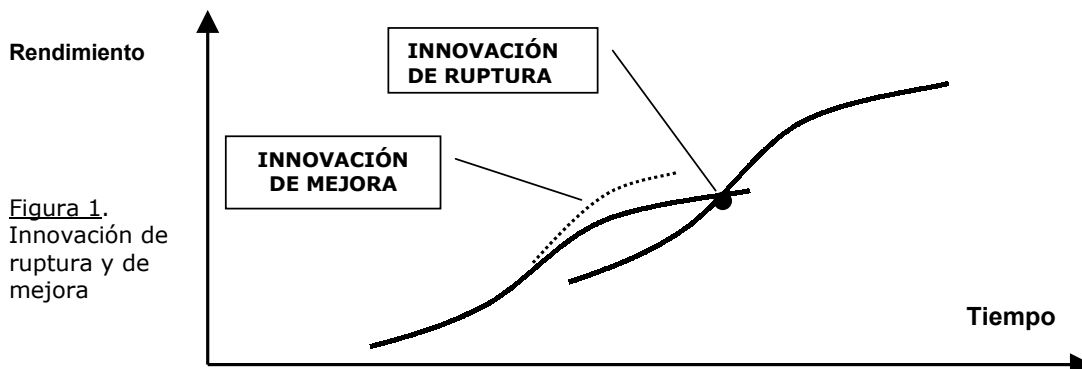 Rendimiento
INNOVACIÓN
DE RUPTURA
INNOVACIÓN
DE MEJORA
Figura 1.
Innovación de
ruptura y de
mejora
Tiempo